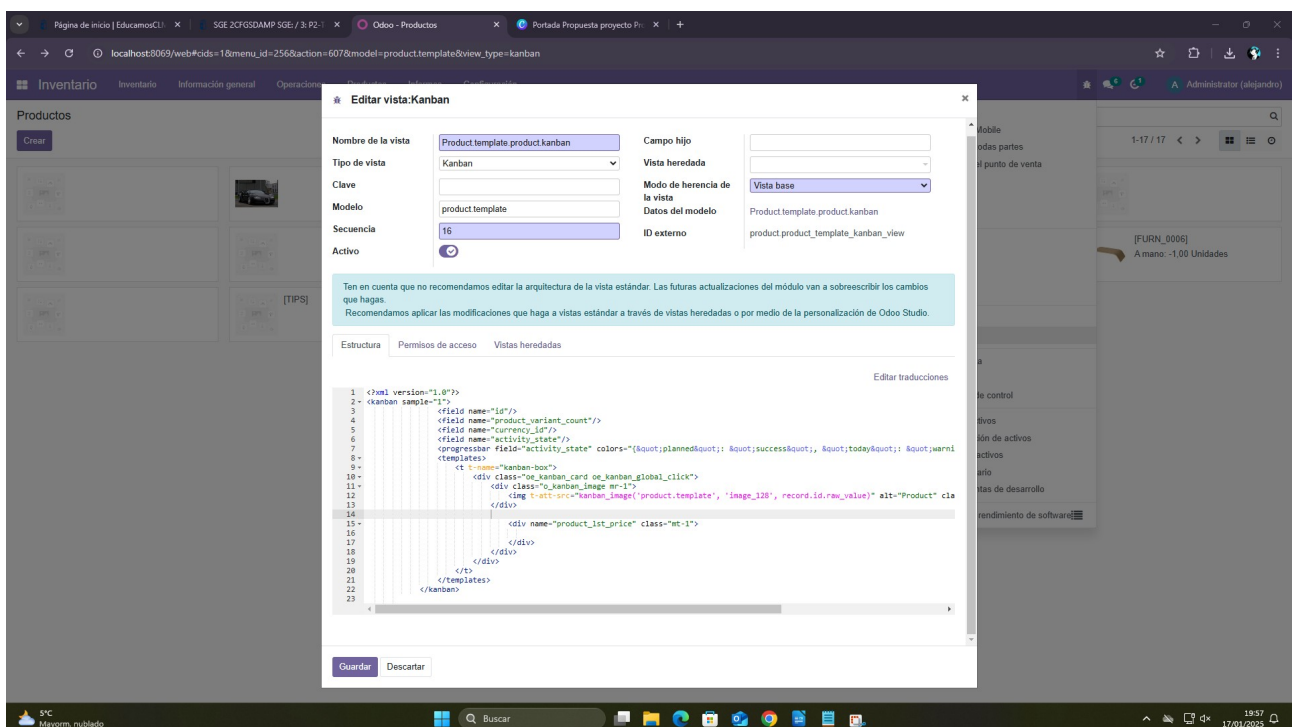 Página de inicio | EducamosCLM
SGE 2CFGSDAMP SGE: / 3: P2-T
Odoo - Productos
Portada Propuesta proyecto Pr
localhost:8069/web#cids=1&menu_id=256&action=607&model=product.template&view_type=kanban
Inventario Inventario Información general Operaciones Productos Informes Configuración
5 1 A Administrator (alejandro)
Productos
Crear
1-17 / 17
Editar vista:Kanban
Nombre de la vista Product.template.product.kanban Campo hijo
Tipo de vista Kanban Vista heredada
Clave Modo de herencia de la vista Vista base
Modelo product.template Datos del modelo Product.template.product.kanban
Secuencia 16 ID externo product.product_template_kanban_view
Activo
Ten en cuenta que no recomendamos editar la arquitectura de la vista estándar. Las futuras actualizaciones del módulo van a sobreescribir los cambios
que hagas.
Recomendamos aplicar las modificaciones que haga a vistas estándar a través de vistas heredadas o por medio de la personalización de Odoo Studio.
Estructura Permisos de acceso Vistas heredadas
Editar traducciones
1 <?xml version="1.0"?>
2 <kanban sample="1">
3 <field name="id"/>
4 <field name="product_variant_count"/>
5 <field name="currency_id"/>
6 <field name="activity_state"/>
7 <progressbar field="activity_state" colors="{&quot;planned&quot;: &quot;success&quot;, &quot;today&quot;: &quot;warni
8 <templates>
9 <t t-name="kanban-box">
10 <div class="oe_kanban_card oe_kanban_global_click">
11 <div class="o_kanban_image mr-1">
12 <img t-att-src="kanban_image('product.template', 'image_128', record.id.raw_value)" alt="Product" cla
13 </div>
14
15 <div name="product_lst_price" class="mt-1">
16
17 </div>
18 </div>
19 </div>
20 </t>
21 </templates>
22 </kanban>
23
Guardar Descartar
[TIPS]
Mobile
odas partes
el punto de venta
[FURN_0006]
A mano: -1,00 Unidades
a
de control
tivos
ión de activos
activos
ario
ntas de desarrollo
rendimiento de software
5°C
Mayorm. nublado
Buscar
19:57
17/01/2025